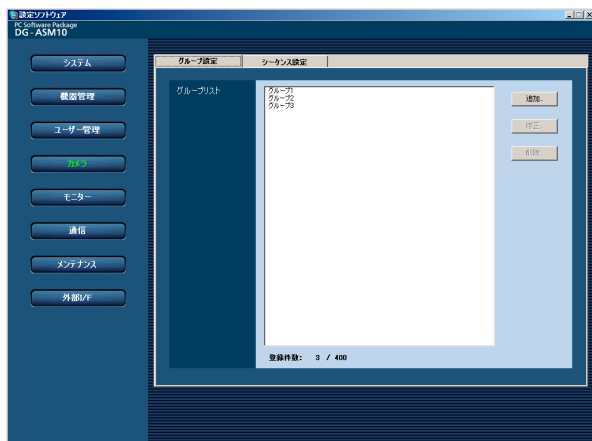 設定ソフトウェア
PC Software Package
DG-ASM10
システム
機器管理
ユーザー管理
カメラ
モニター
通信
メンテナンス
外部I/F
グループ設定
シーケンス設定
グループリスト
グループ1
グループ2
グループ3
追加...
修正...
削除...
登録件数: 3 / 400